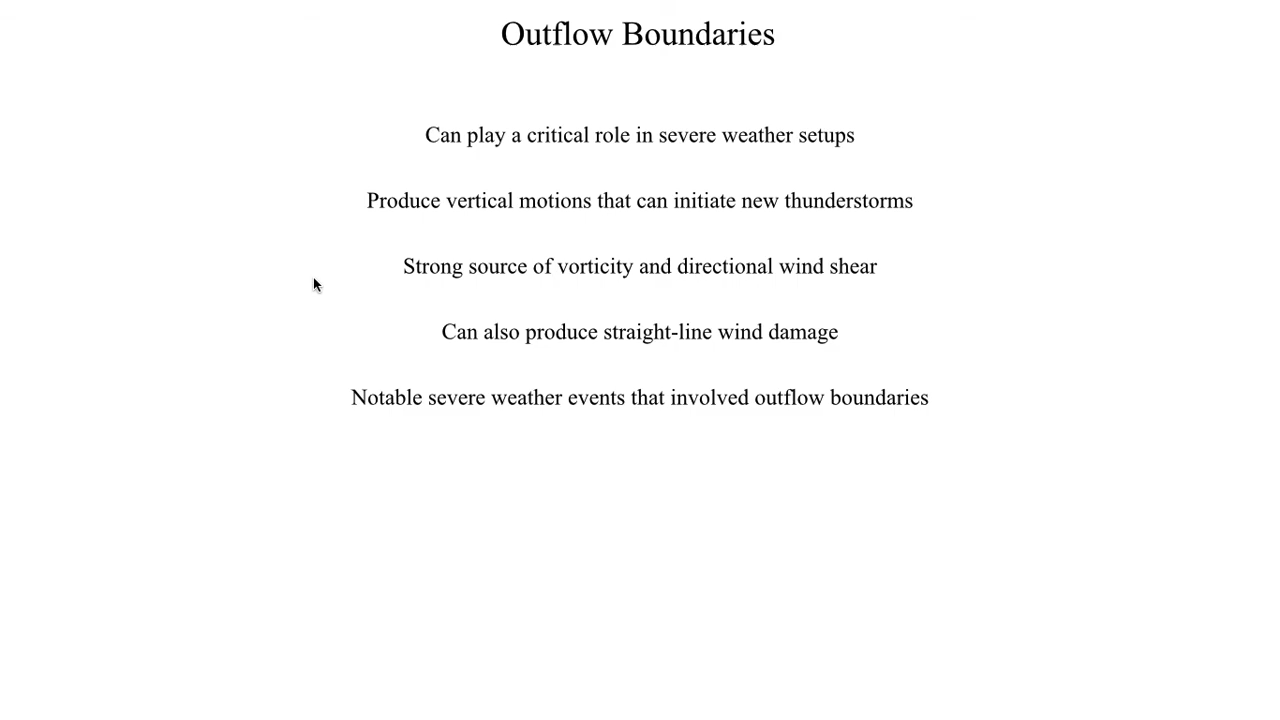 Outflow Boundaries
Can play a critical role in severe weather setups
Produce vertical motions that can initiate new thunderstorms
Strong source of vorticity and directional wind shear
Can also produce straight-line wind damage
Notable severe weather events that involved outflow boundaries